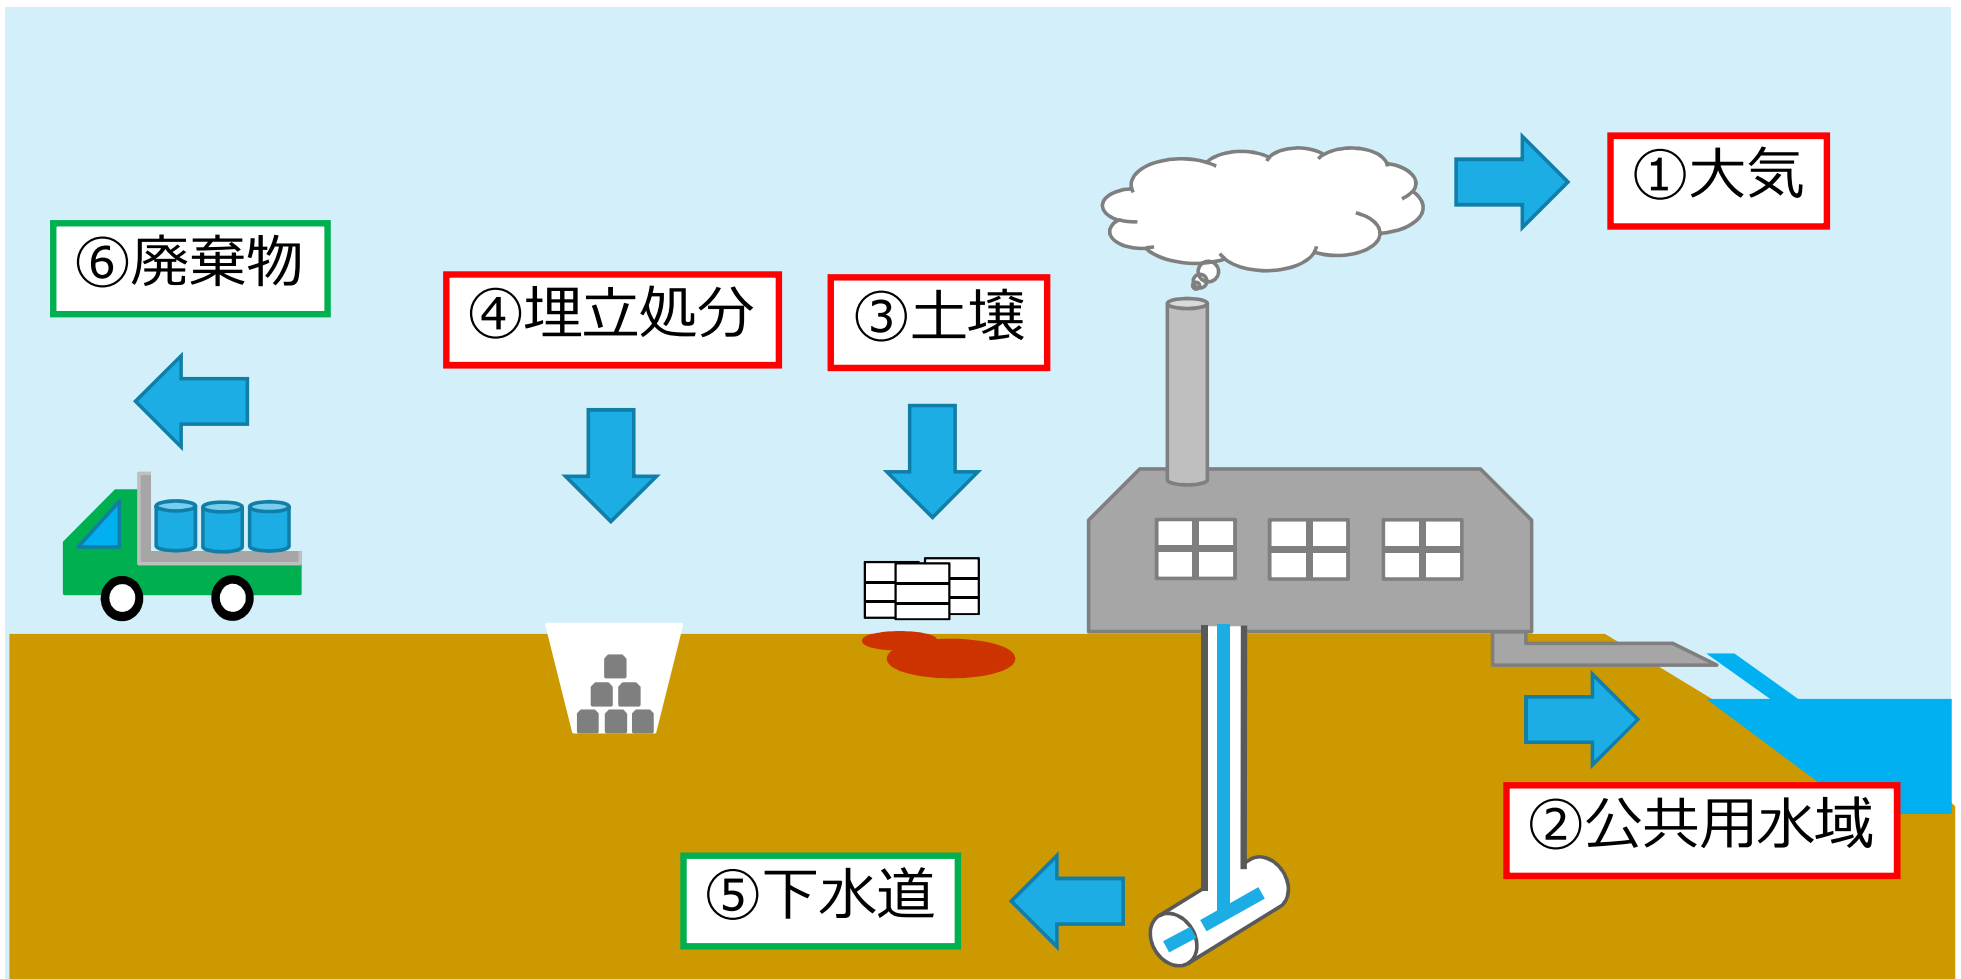 ①大気
②公共用水域
③土壌
④埋立処分
⑤下水道
⑥廃棄物